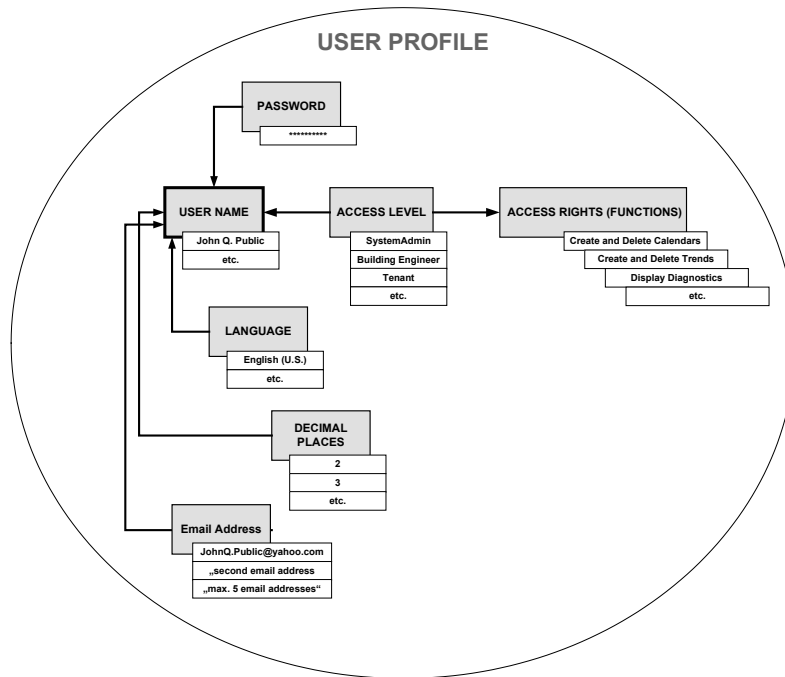 USER PROFILE
PASSWORD
**********
USER NAME
John Q. Public
etc.
ACCESS LEVEL
SystemAdmin
Building Engineer
Tenant
etc.
ACCESS RIGHTS (FUNCTIONS)
Create and Delete Calendars
Create and Delete Trends
Display Diagnostics
etc.
LANGUAGE
English (U.S.)
etc.
DECIMAL
PLACES
2
3
etc.
Email Address
JohnQ.Public@yahoo.com
„second email address
„max. 5 email addresses“